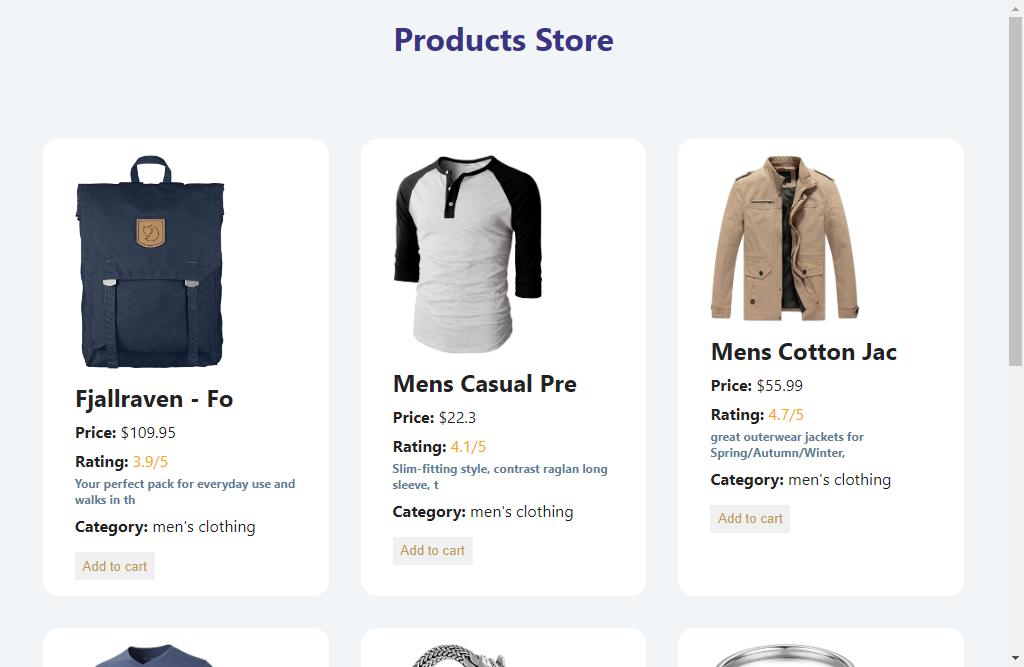 Products Store
Fjallraven - Fo
Price: $109.95
Rating: 3.9/5
Your perfect pack for everyday use and
walks in th
Category: men's clothing
Add to cart
Mens Casual Pre
Price: $22.3
Rating: 4.1/5
Slim-fitting style, contrast raglan long
sleeve, t
Category: men's clothing
Add to cart
Mens Cotton Jac
Price: $55.99
Rating: 4.7/5
great outerwear jackets for
Spring/Autumn/Winter,
Category: men's clothing
Add to cart